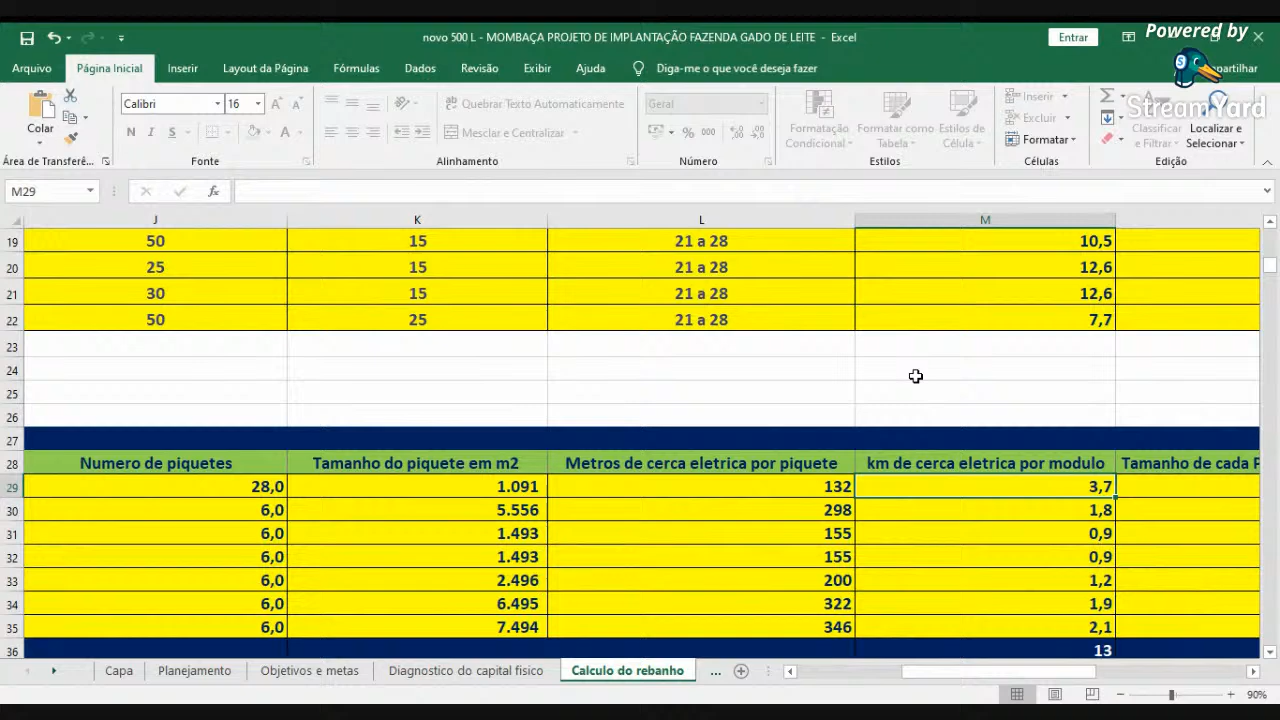 Powered by
StreamYard
novo 500 L - MOMBAÇA PROJETO DE IMPLANTAÇÃO FAZENDA GADO DE LEITE - Excel
Entrar
Arquivo Página Inicial Inserir Layout da Página Fórmulas Dados Revisão Exibir Ajuda Diga-me o que você deseja fazer
Colar
Calibri 16
N I S
Quebrar Texto Automaticamente
Mesclar e Centralizar
Geral
% 000
Formatação Condicional
Formatar como Tabela
Estilos de Célula
Inserir
Excluir
Formatar
Classificar e Filtrar
Localizar e Selecionar
Área de Transferê... Fonte Alinhamento Número Estilos Células Edição
M29 fx
J K L M
19 50 15 21 a 28 10,5
20 25 15 21 a 28 12,6
21 30 15 21 a 28 12,6
22 50 25 21 a 28 7,7
23
24
25
26
27
28 Numero de piquetes Tamanho do piquete em m2 Metros de cerca eletrica por piquete km de cerca eletrica por modulo Tamanho de cada P
29 28,0 1.091 132 3,7
30 6,0 5.556 298 1,8
31 6,0 1.493 155 0,9
32 6,0 1.493 155 0,9
33 6,0 2.496 200 1,2
34 6,0 6.495 322 1,9
35 6,0 7.494 346 2,1
36 13
Capa Planejamento Objetivos e metas Diagnostico do capital fisico Calculo do rebanho ...
90%